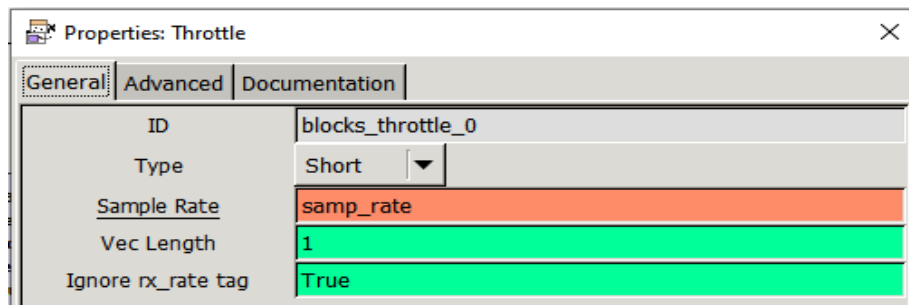 Properties: Throttle
General Advanced Documentation
ID blocks_throttle_0
Type Short
Sample Rate samp_rate
Vec Length 1
Ignore rx_rate tag True